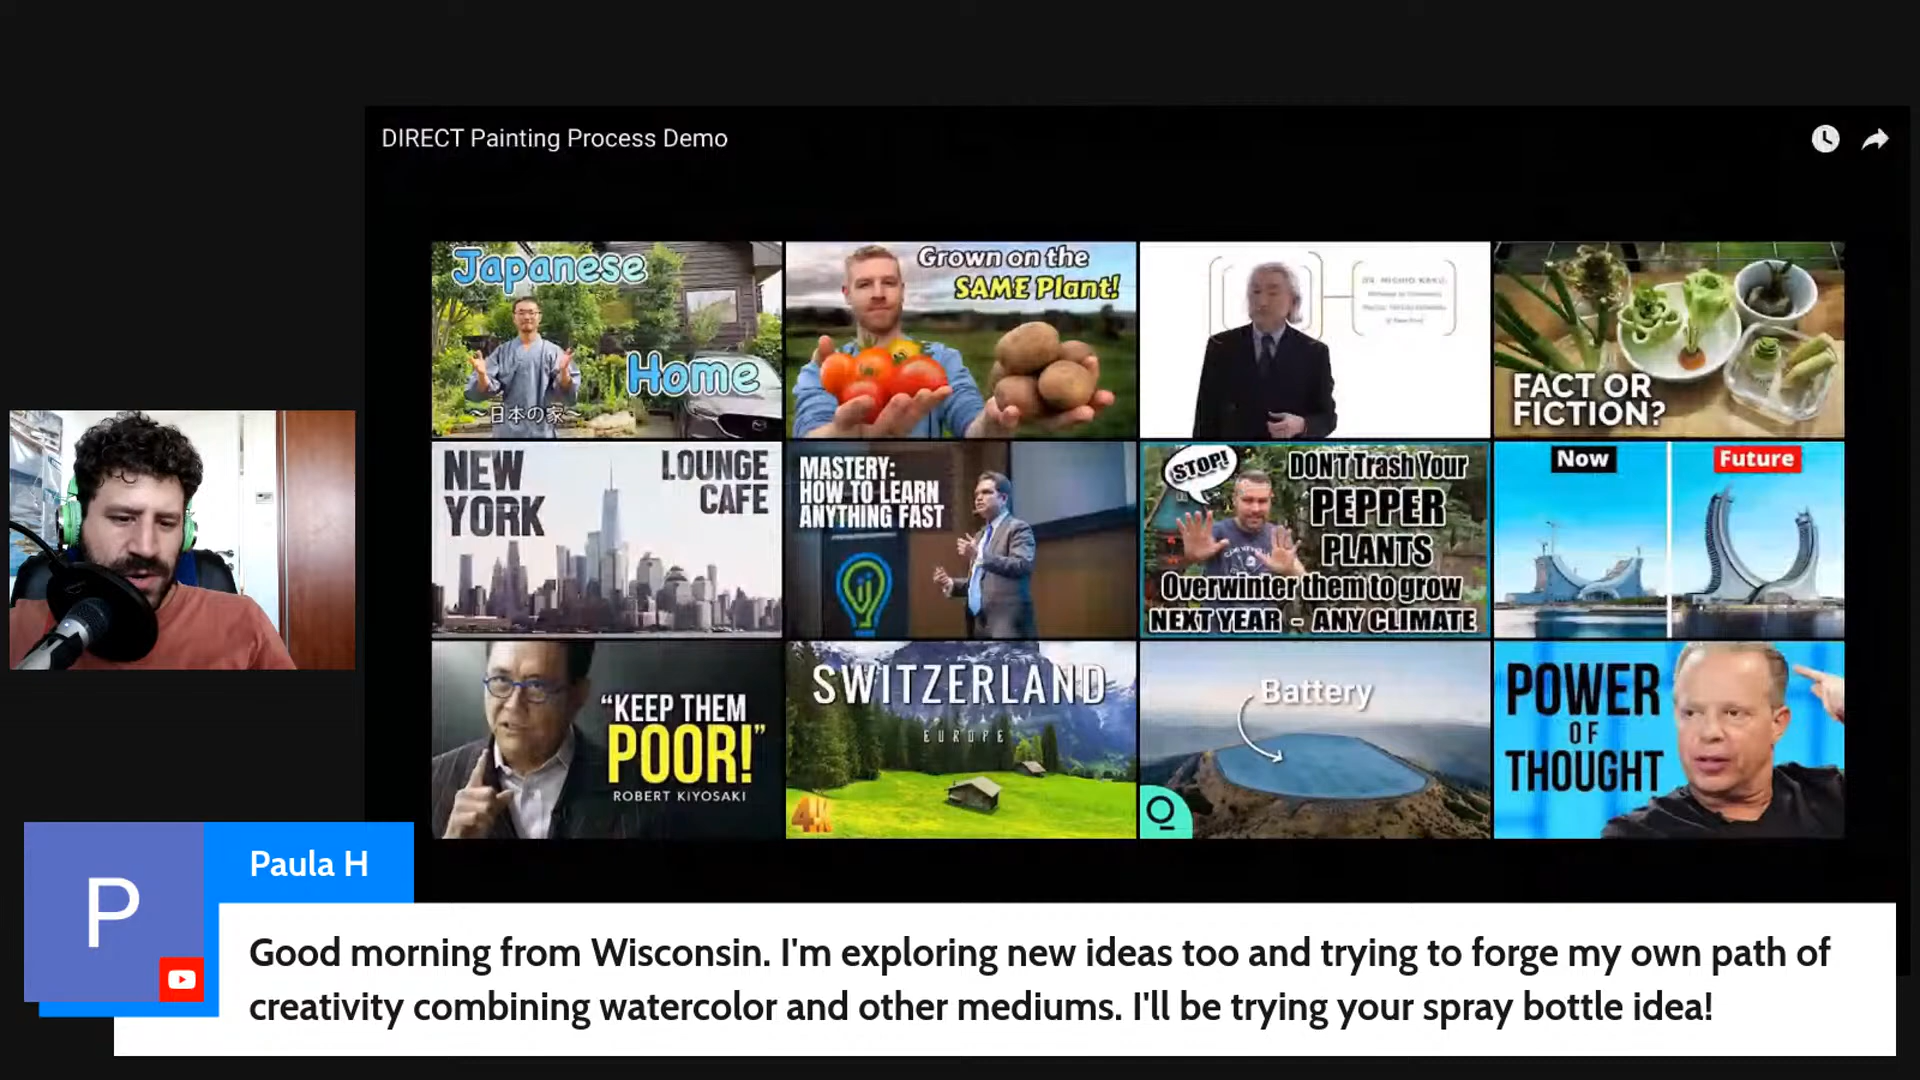 DIRECT Painting Process Demo
Japanese
Home
~日本の家~
Grown on the
SAME Plant!
DR. MICHIO KAKU,
FACT OR
FICTION?
NEW
YORK
LOUNGE
CAFE
MASTERY:
HOW TO LEARN
ANYTHING FAST
STOP!
DON'T Trash Your
PEPPER
PLANTS
Overwinter them to grow
NEXT YEAR - ANY CLIMATE
Now
Future
"KEEP THEM
POOR!"
ROBERT KIYOSAKI
SWITZERLAND
EUROPE
4K
Battery
POWER
OF
THOUGHT
P
Paula H
Good morning from Wisconsin. I'm exploring new ideas too and trying to forge my own path of
creativity combining watercolor and other mediums. I'll be trying your spray bottle idea!